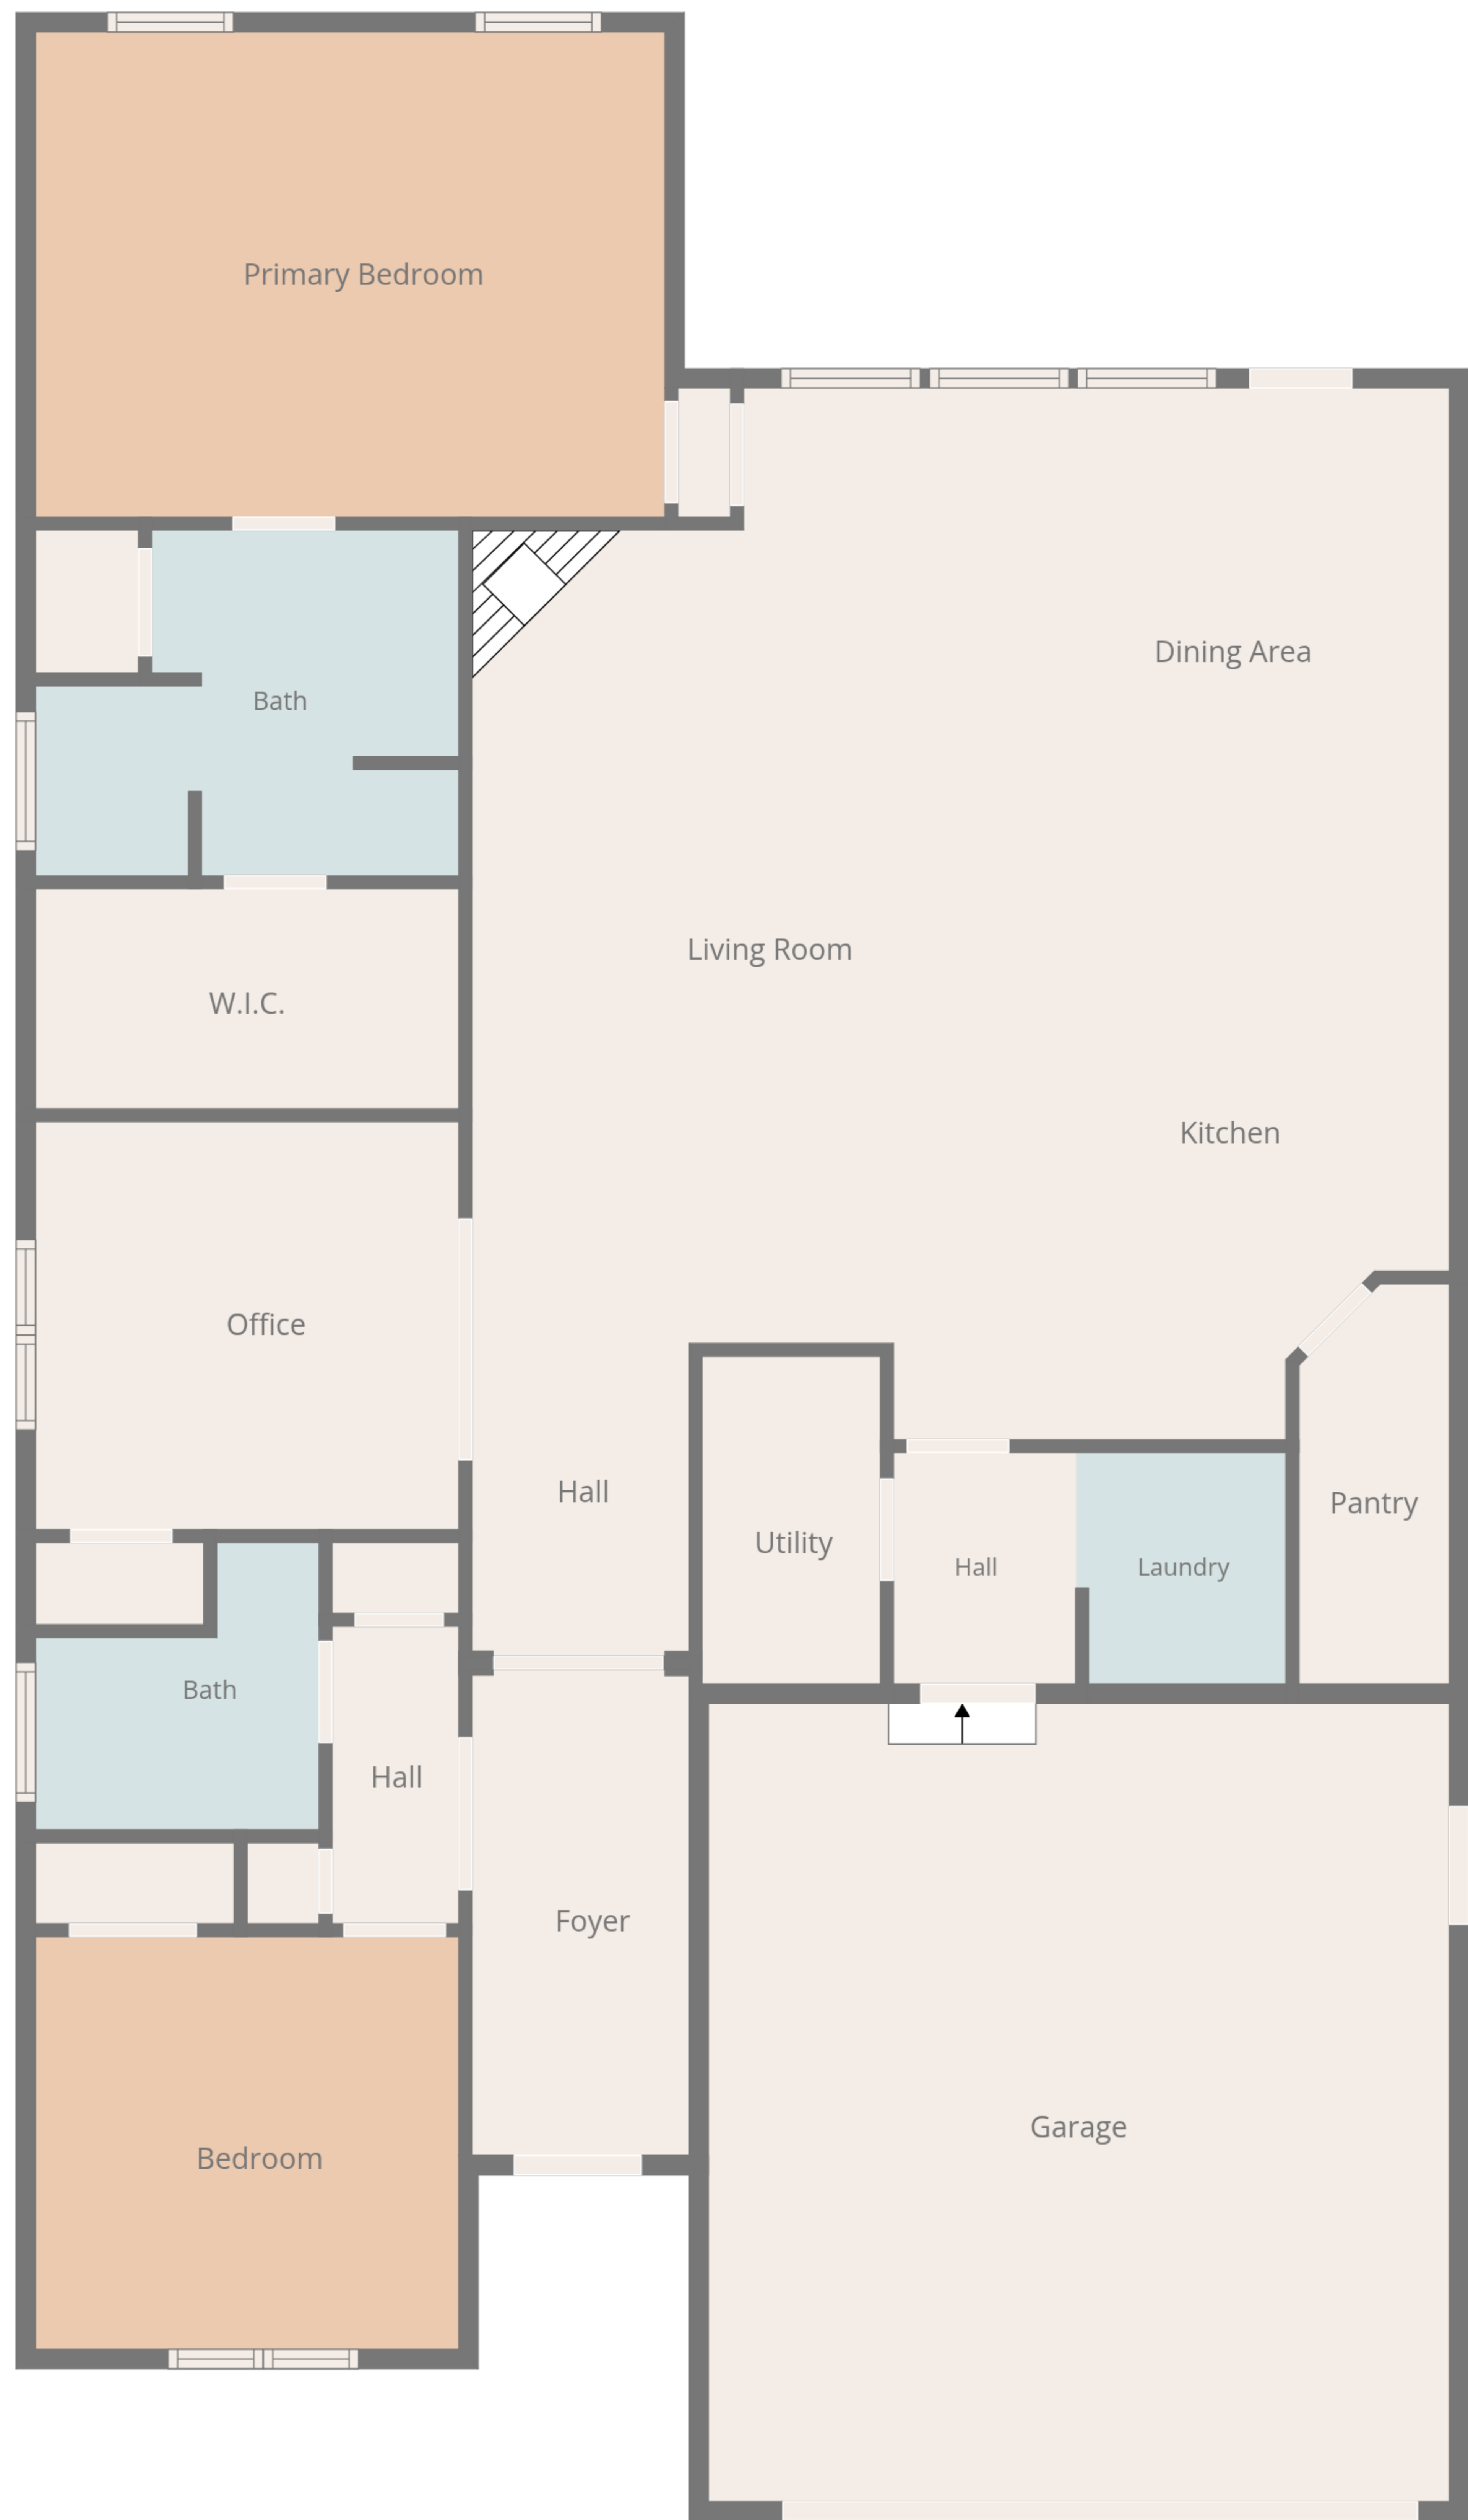 Primary Bedroom
Dining Area
Bath
Living Room
W.I.C.
Kitchen
Office
Hall
Pantry
Utility
Hall
Laundry
Bath
Hall
Foyer
Garage
Bedroom